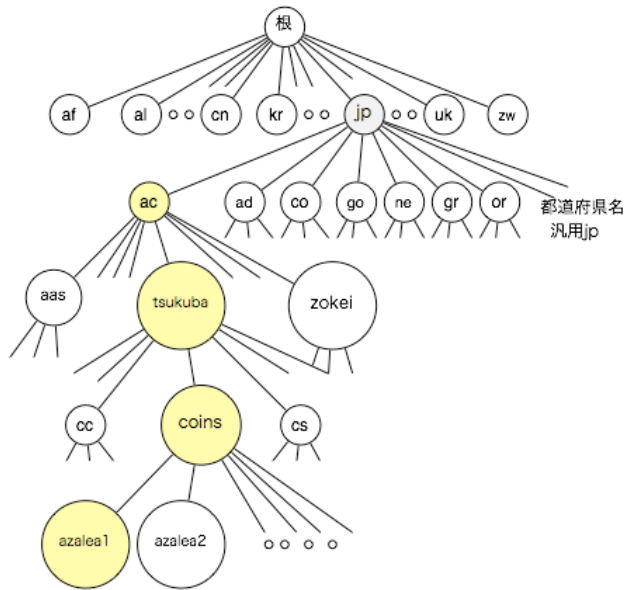 根
af
al
cn
kr
jp
uk
zw
ac
ad
co
go
ne
gr
or
都道府県名
汎用jp
aas
tsukuba
zokei
cc
coins
cs
azalea1
azalea2